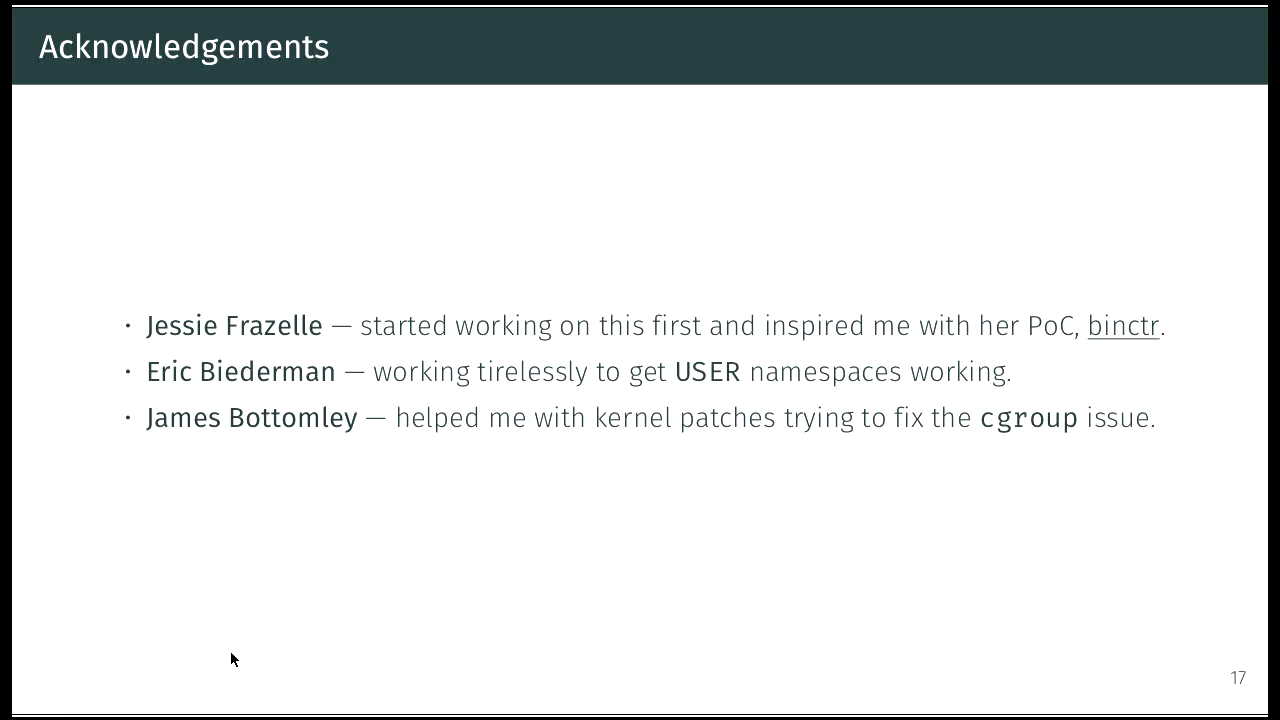 Acknowledgements
· Jessie Frazelle — started working on this first and inspired me with her PoC, binctr.
· Eric Biederman — working tirelessly to get USER namespaces working.
· James Bottomley — helped me with kernel patches trying to fix the cgroup issue.
17